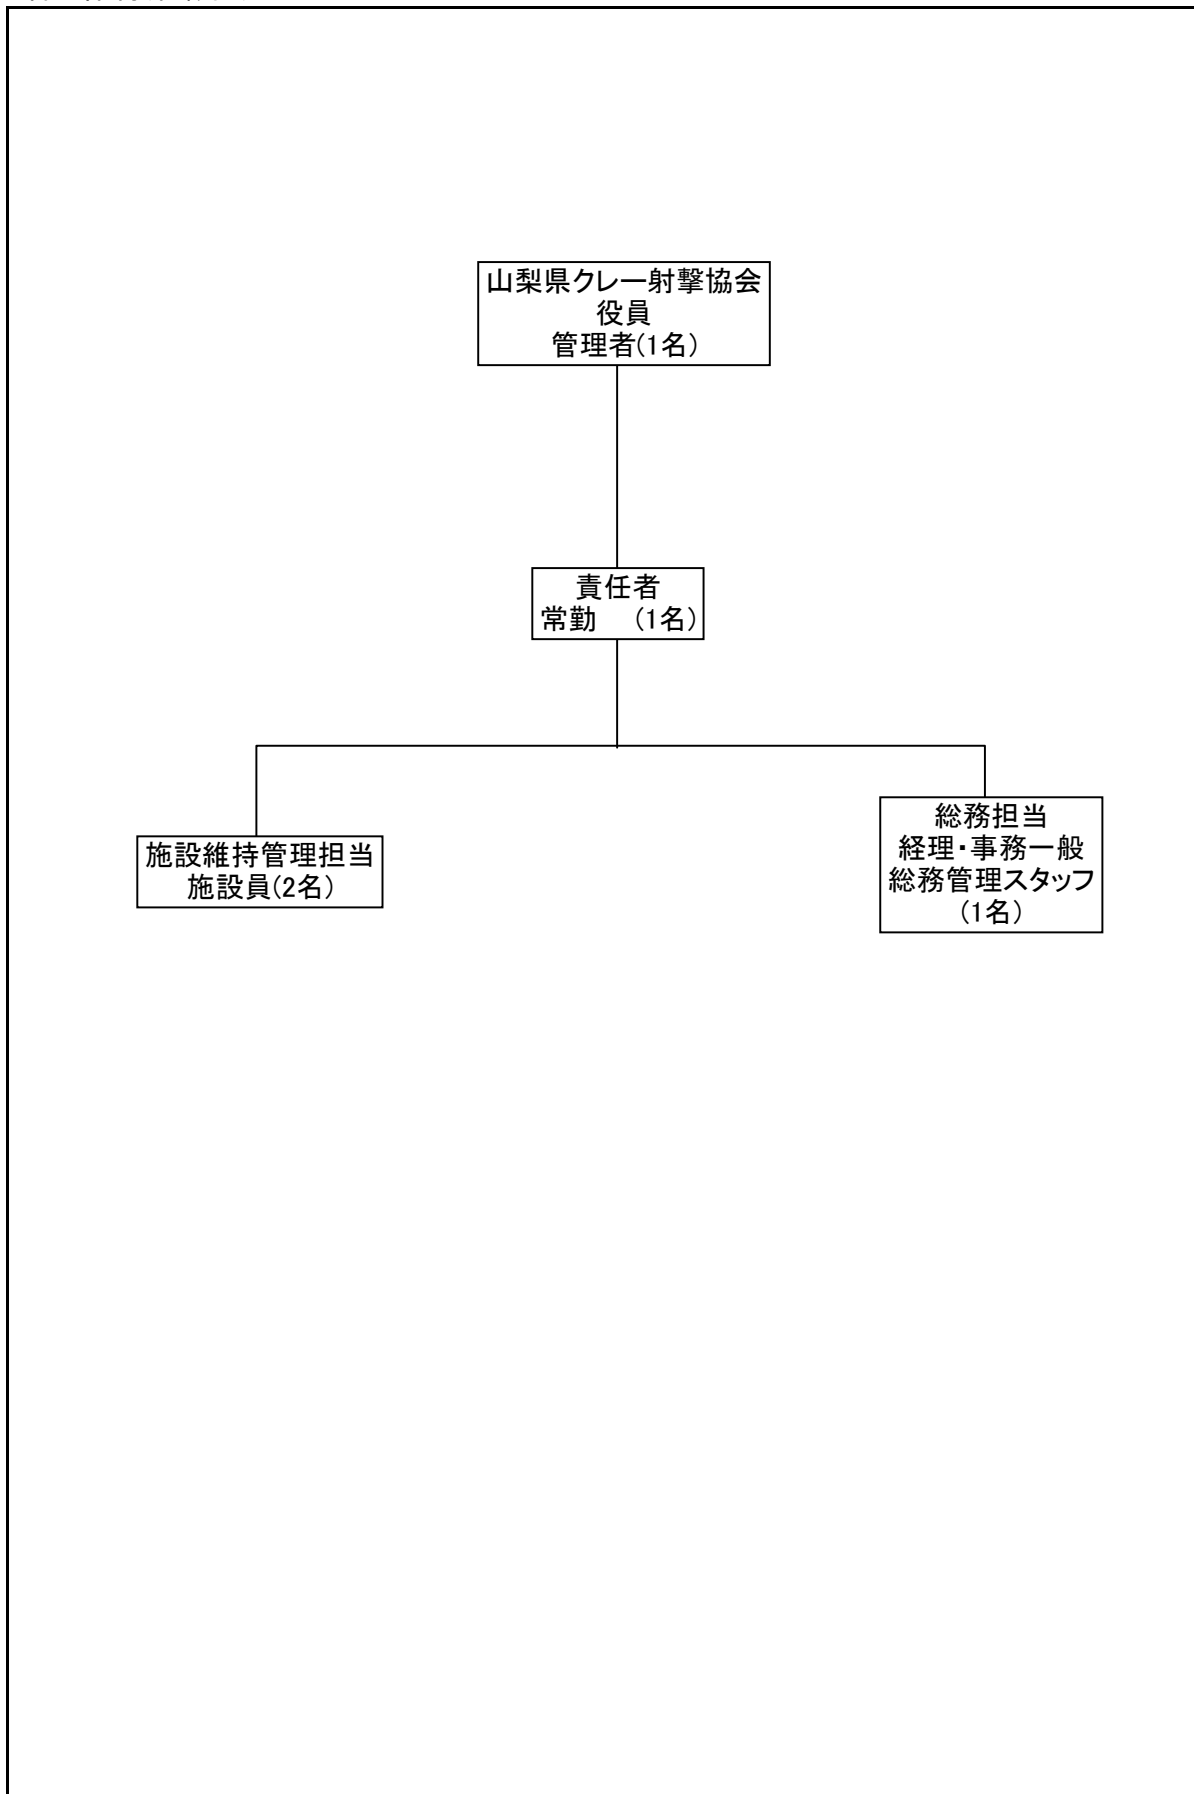 山梨県クレー射撃協会
役員
管理者(1名)
責任者
常勤　(1名)
施設維持管理担当
施設員(2名)
総務担当
経理・事務一般
総務管理スタッフ
(1名)